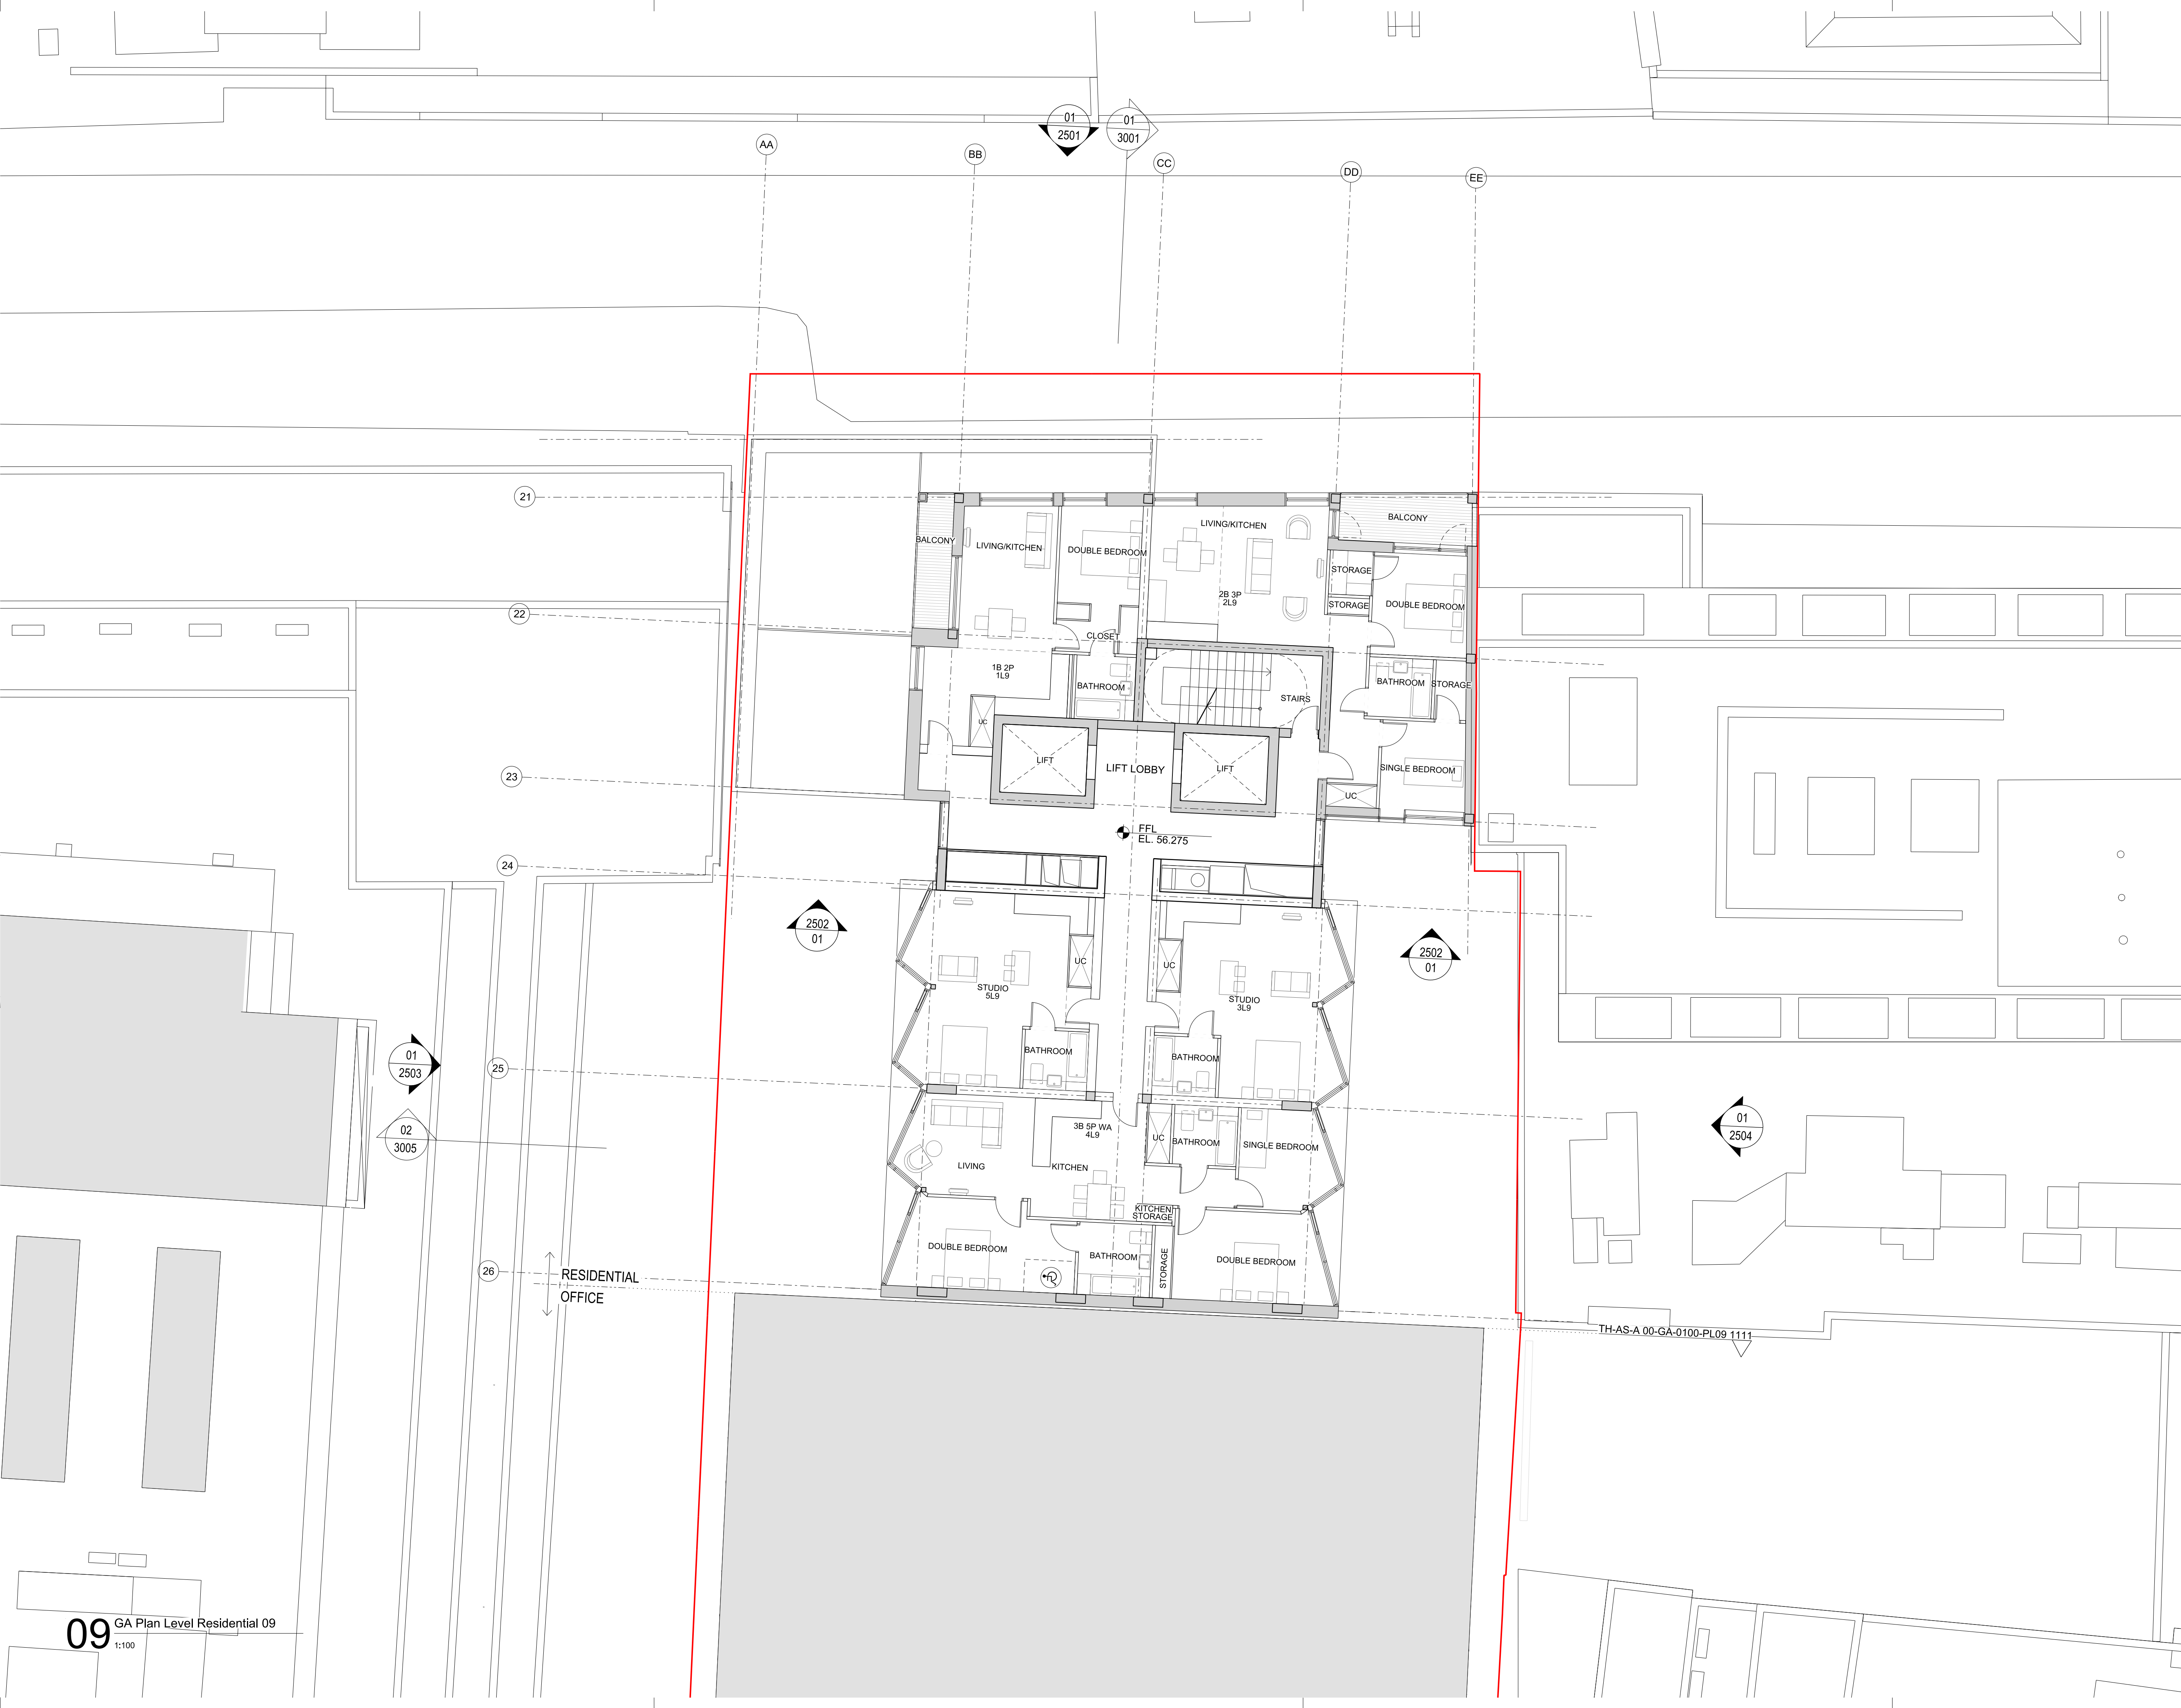 01
2501
01
3001
AA
BB
CC
DD
EE
21
BALCONY
LIVING/KITCHEN
BALCONY
LIVING/KITCHEN
DOUBLE BEDROOM
STORAGE
2B 3P
2L9
STORAGE
DOUBLE BEDROOM
22
CLOSET
1B 2P
1L9
BATHROOM
BATHROOM
STORAGE
STAIRS
UC
LIFT
LIFT LOBBY
LIFT
SINGLE BEDROOM
23
UC
FFL
EL. 56.275
24
2502
01
2502
01
UC
UC
STUDIO
5L9
STUDIO
3L9
BATHROOM
BATHROOM
01
2503
25
01
2504
02
3005
3B 5P WA
4L9
UC
BATHROOM
SINGLE BEDROOM
LIVING
KITCHEN
KITCHEN
STORAGE
DOUBLE BEDROOM
BATHROOM
STORAGE
DOUBLE BEDROOM
26
RESIDENTIAL
OFFICE
TH-AS-A 00-GA-0100-PL09 1111
09
GA Plan Level Residential 09
1:100